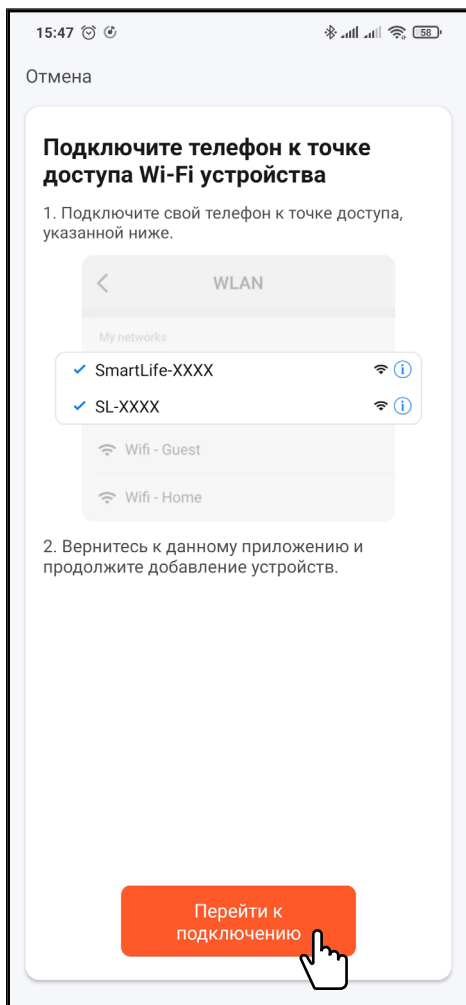 15:47
58
Отмена
Подключите телефон к точке
доступа Wi-Fi устройства
1. Подключите свой телефон к точке доступа,
указанной ниже.
WLAN
My networks
SmartLife-XXXX
SL-XXXX
Wifi - Guest
Wifi - Home
2. Вернитесь к данному приложению и
продолжите добавление устройств.
Перейти к
подключению